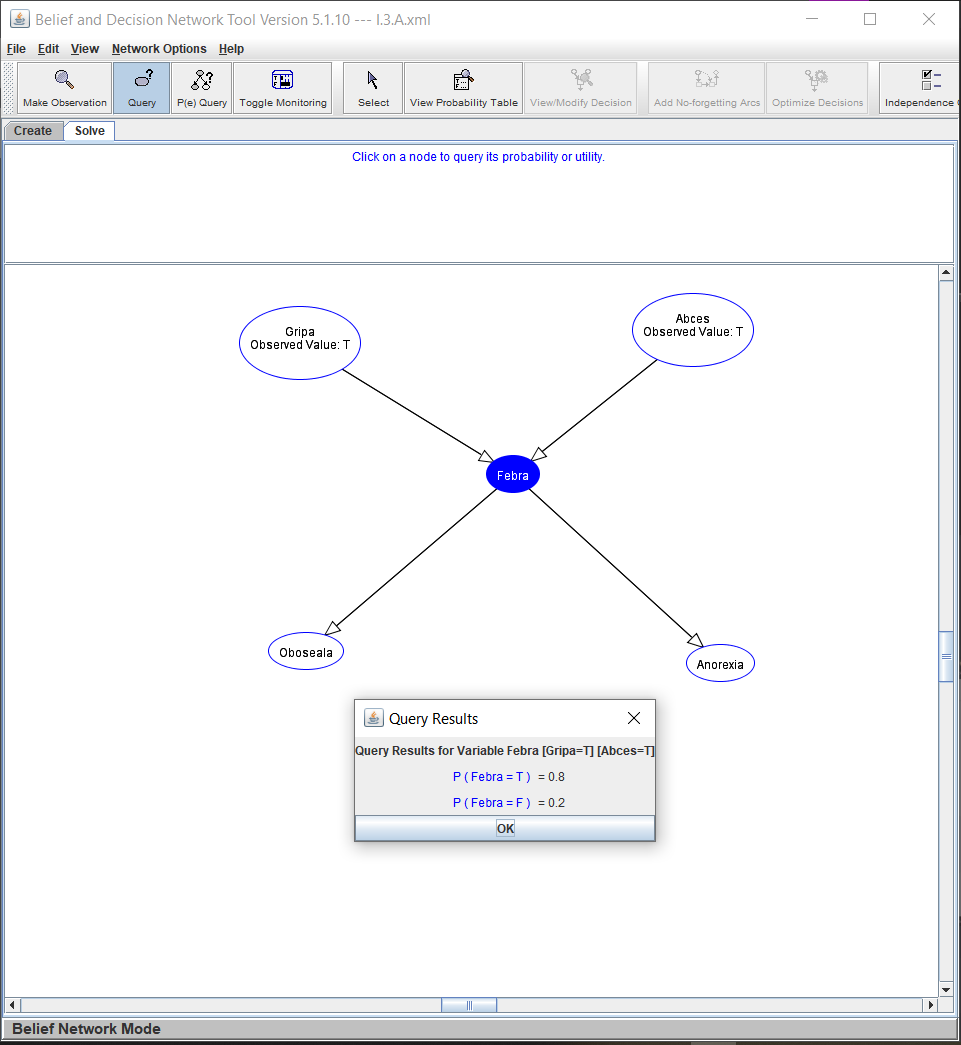 Belief and Decision Network Tool Version 5.1.10 --- I.3.A.xml
File Edit View Network Options Help
Make Observation Query P(e) Query Toggle Monitoring Select View Probability Table View/Modify Decision Add No-forgetting Arcs Optimize Decisions Independence
Create Solve
Click on a node to query its probability or utility.
Gripa
Observed Value: T
Abces
Observed Value: T
Febra
Oboseala
Anorexia
Query Results
Query Results for Variable Febra [Gripa=T] [Abces=T]
P ( Febra = T ) = 0.8
P ( Febra = F ) = 0.2
OK
Belief Network Mode